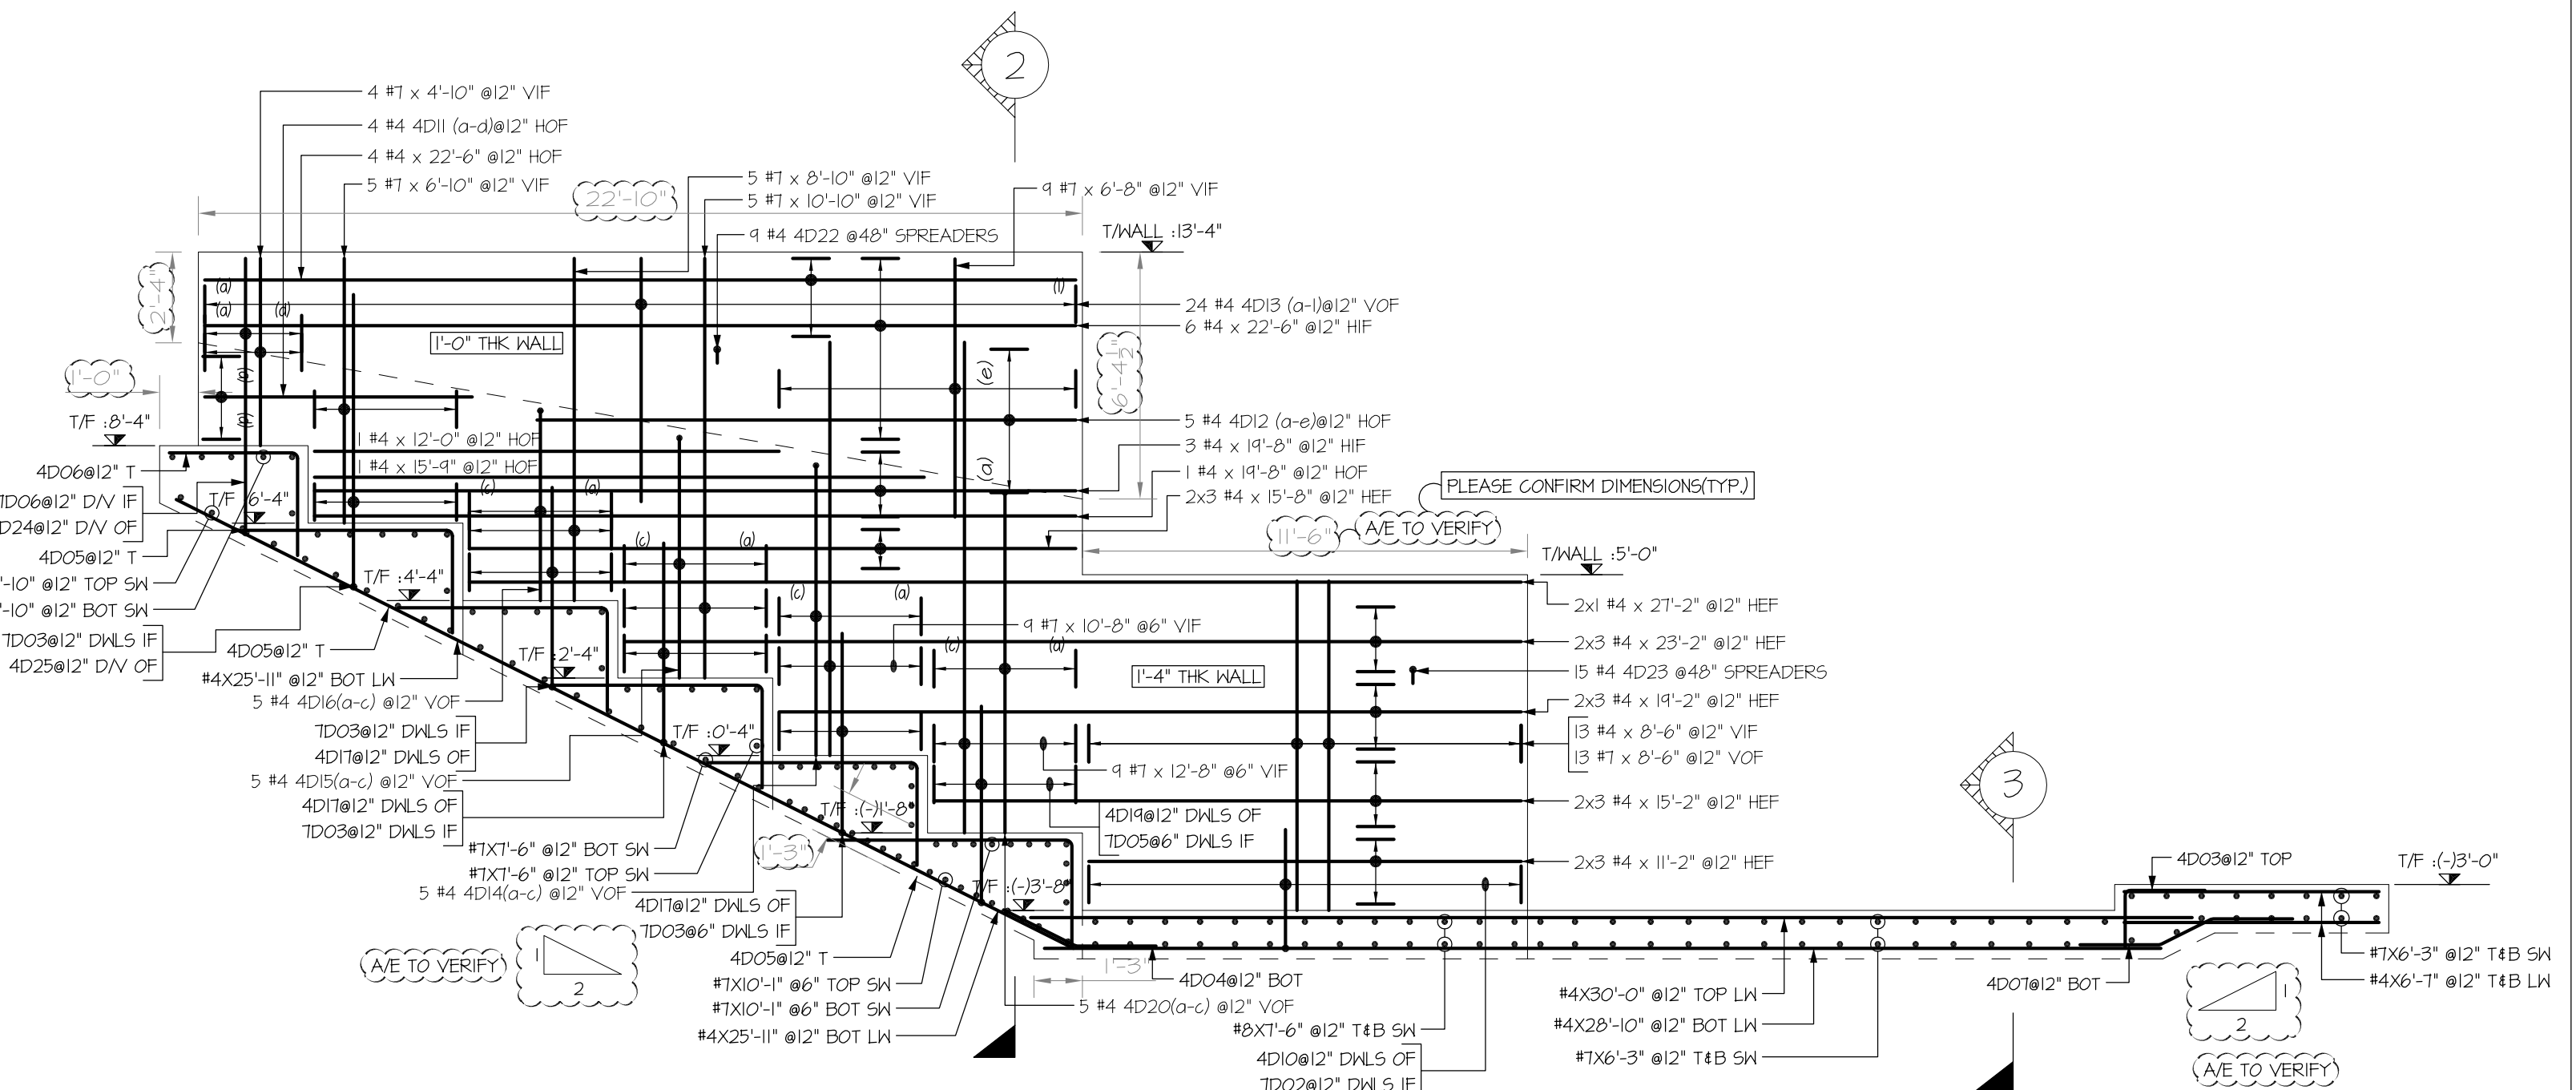 2
4 #7 x 4'-10" @12" VIF
4 #4 4D11 (a-d)@12" HOF
4 #4 x 22'-6" @12" HOF
5 #7 x 6'-10" @12" VIF
22'-10"
5 #7 x 8'-10" @12" VIF
5 #7 x 10'-10" @12" VIF
9 #4 4D22 @48" SPREADERS
9 #7 x 6'-8" @12" VIF
T/WALL :13'-4"
2'-4"
1'-0"
(a)
(a)
(d)
(l)
1'-0" THK WALL
24 #4 4D13 (a-l)@12" VOF
6 #4 x 22'-6" @12" HIF
6'-4 1/2"
(e)
(a)
T/F :8'-4"
1 #4 x 12'-0" @12" HOF
1 #4 x 15'-9" @12" HOF
5 #4 4D12 (a-e)@12" HOF
3 #4 x 19'-8" @12" HIF
1 #4 x 19'-8" @12" HOF
2x3 #4 x 15'-8" @12" HEF
PLEASE CONFIRM DIMENSIONS(TYP.)
11'-6"
A/E TO VERIFY
T/WALL :5'-0"
4D06@12" T
7D06@12" D/V IF
D24@12" D/V OF
4D05@12" T
'-10" @12" TOP SW
'-10" @12" BOT SW
7D03@12" DWLS IF
4D25@12" D/V OF
T/F :6'-4"
T/F :4'-4"
(c)
(a)
(c)
(a)
(c)
(a)
(c)
(a)
4D05@12" T
#4X25'-11" @12" BOT LW
5 #4 4D16(a-c) @12" VOF
T/F :2'-4"
9 #7 x 10'-8" @6" VIF
1'-4" THK WALL
2x1 #4 x 27'-2" @12" HEF
2x3 #4 x 23'-2" @12" HEF
15 #4 4D23 @48" SPREADERS
2x3 #4 x 19'-2" @12" HEF
13 #4 x 8'-6" @12" VIF
13 #7 x 8'-6" @12" VOF
7D03@12" DWLS IF
4D17@12" DWLS OF
5 #4 4D15(a-c) @12" VOF
4D17@12" DWLS OF
7D03@12" DWLS IF
T/F :0'-4"
9 #7 x 12'-8" @6" VIF
2x3 #4 x 15'-2" @12" HEF
T/F :(-)1'-8"
4D19@12" DWLS OF
7D05@6" DWLS IF
3
1'-3"
#7X7'-6" @12" BOT SW
#7X7'-6" @12" TOP SW
5 #4 4D14(a-c) @12" VOF
2x3 #4 x 11'-2" @12" HEF
T/F :(-)3'-8"
4D03@12" TOP
T/F :(-)3'-0"
4D17@12" DWLS OF
7D03@6" DWLS IF
4D05@12" T
#7X10'-1" @6" TOP SW
#7X10'-1" @6" BOT SW
#4X25'-11" @12" BOT LW
A/E TO VERIFY
1
2
1'-3"
4D04@12" BOT
5 #4 4D20(a-c) @12" VOF
#8X7'-6" @12" T&B SW
4D10@12" DWLS OF
7D02@12" DWLS IF
#4X30'-0" @12" TOP LW
#4X28'-10" @12" BOT LW
#7X6'-3" @12" T&B SW
4D07@12" BOT
#7X6'-3" @12" T&B SW
#4X6'-7" @12" T&B LW
1
2
A/E TO VERIFY